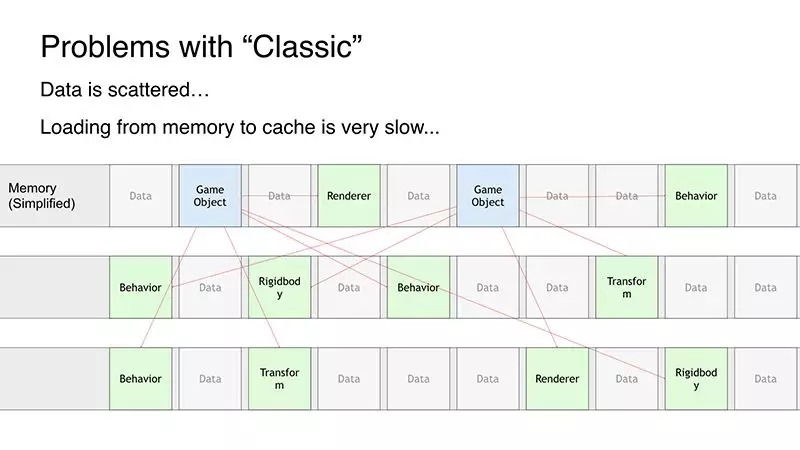 Problems with “Classic”
Data is scattered…
Loading from memory to cache is very slow...
Memory
(Simplified)
Data
Game
Object
Data
Renderer
Data
Game
Object
Data
Data
Behavior
Data
Behavior
Data
Rigidbod
y
Data
Behavior
Data
Data
Transfor
m
Data
Data
Behavior
Data
Transfor
m
Data
Data
Data
Renderer
Data
Rigidbod
y
Data